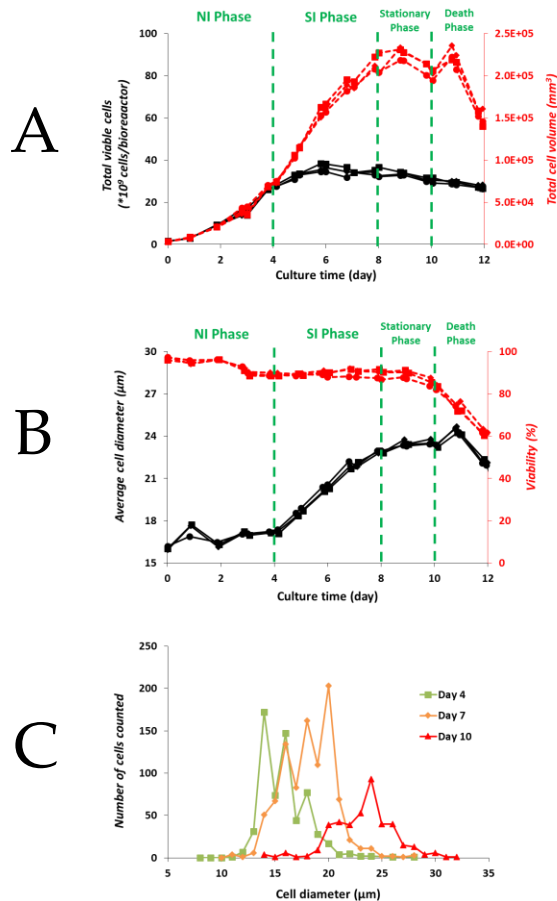 A
NI Phase SI Phase Stationary Phase Death Phase
Total viable cells
(*10⁹ cells/bioreaactor)
100
80
60
40
20
0
0 2 4 6 8 10 12
Culture time (day)
2.5E+05
2.0E+05
1.5E+05
1.0E+05
5.0E+04
0.0E+00
Total cell volume (mm³)
B
NI Phase SI Phase Stationary Phase Death Phase
Average cell diameter (µm)
30
27
24
21
18
15
0 2 4 6 8 10 12
Culture time (day)
100
80
60
40
20
0
Viability (%)
C
Number of cells counted
250
200
150
100
50
0
5 10 15 20 25 30 35
Cell diameter (µm)
Day 4
Day 7
Day 10